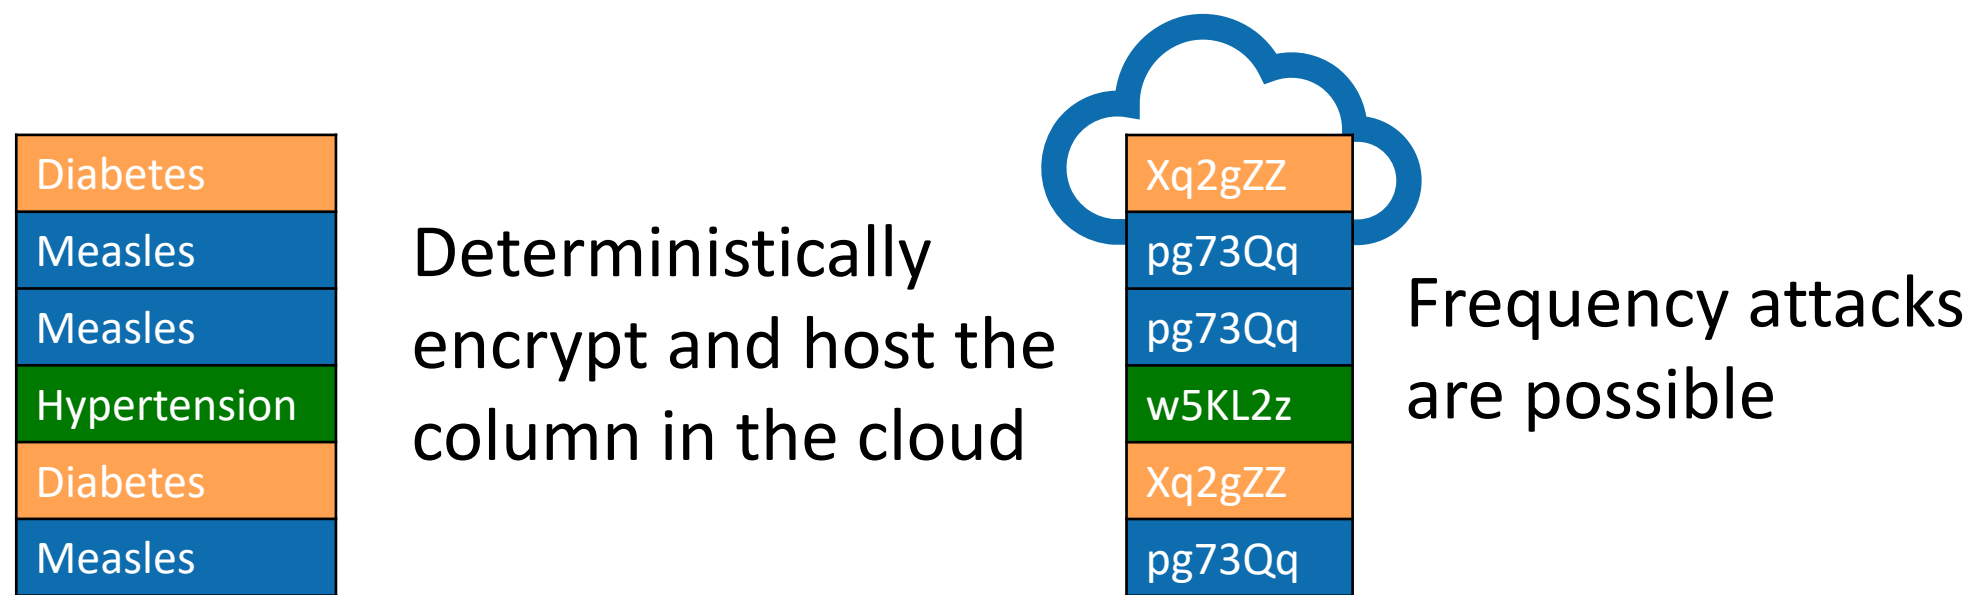 Diabetes
Measles
Measles
Hypertension
Diabetes
Measles
Deterministically
encrypt and host the
column in the cloud
Xq2gZZ
pg73Qq
pg73Qq
w5KL2z
Xq2gZZ
pg73Qq
Frequency attacks
are possible